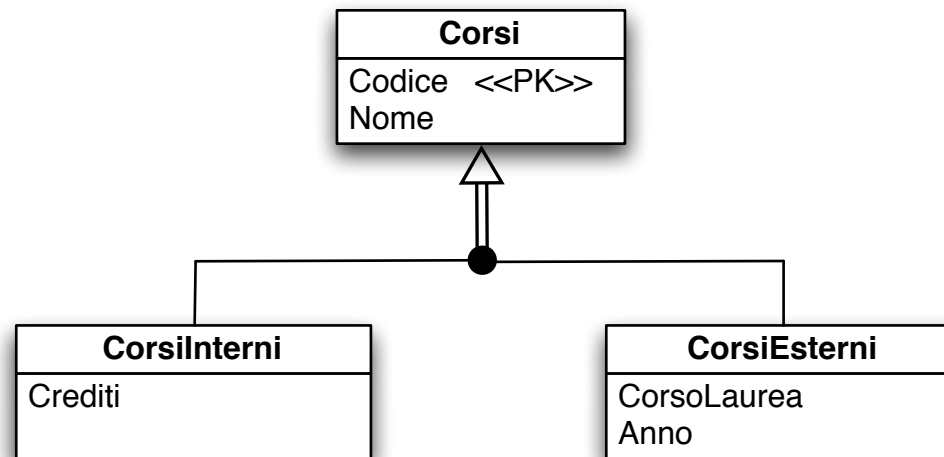 Corsi
Codice <<PK>>
Nome
CorsiInterni
Crediti
CorsiEsterni
CorsoLaurea
Anno